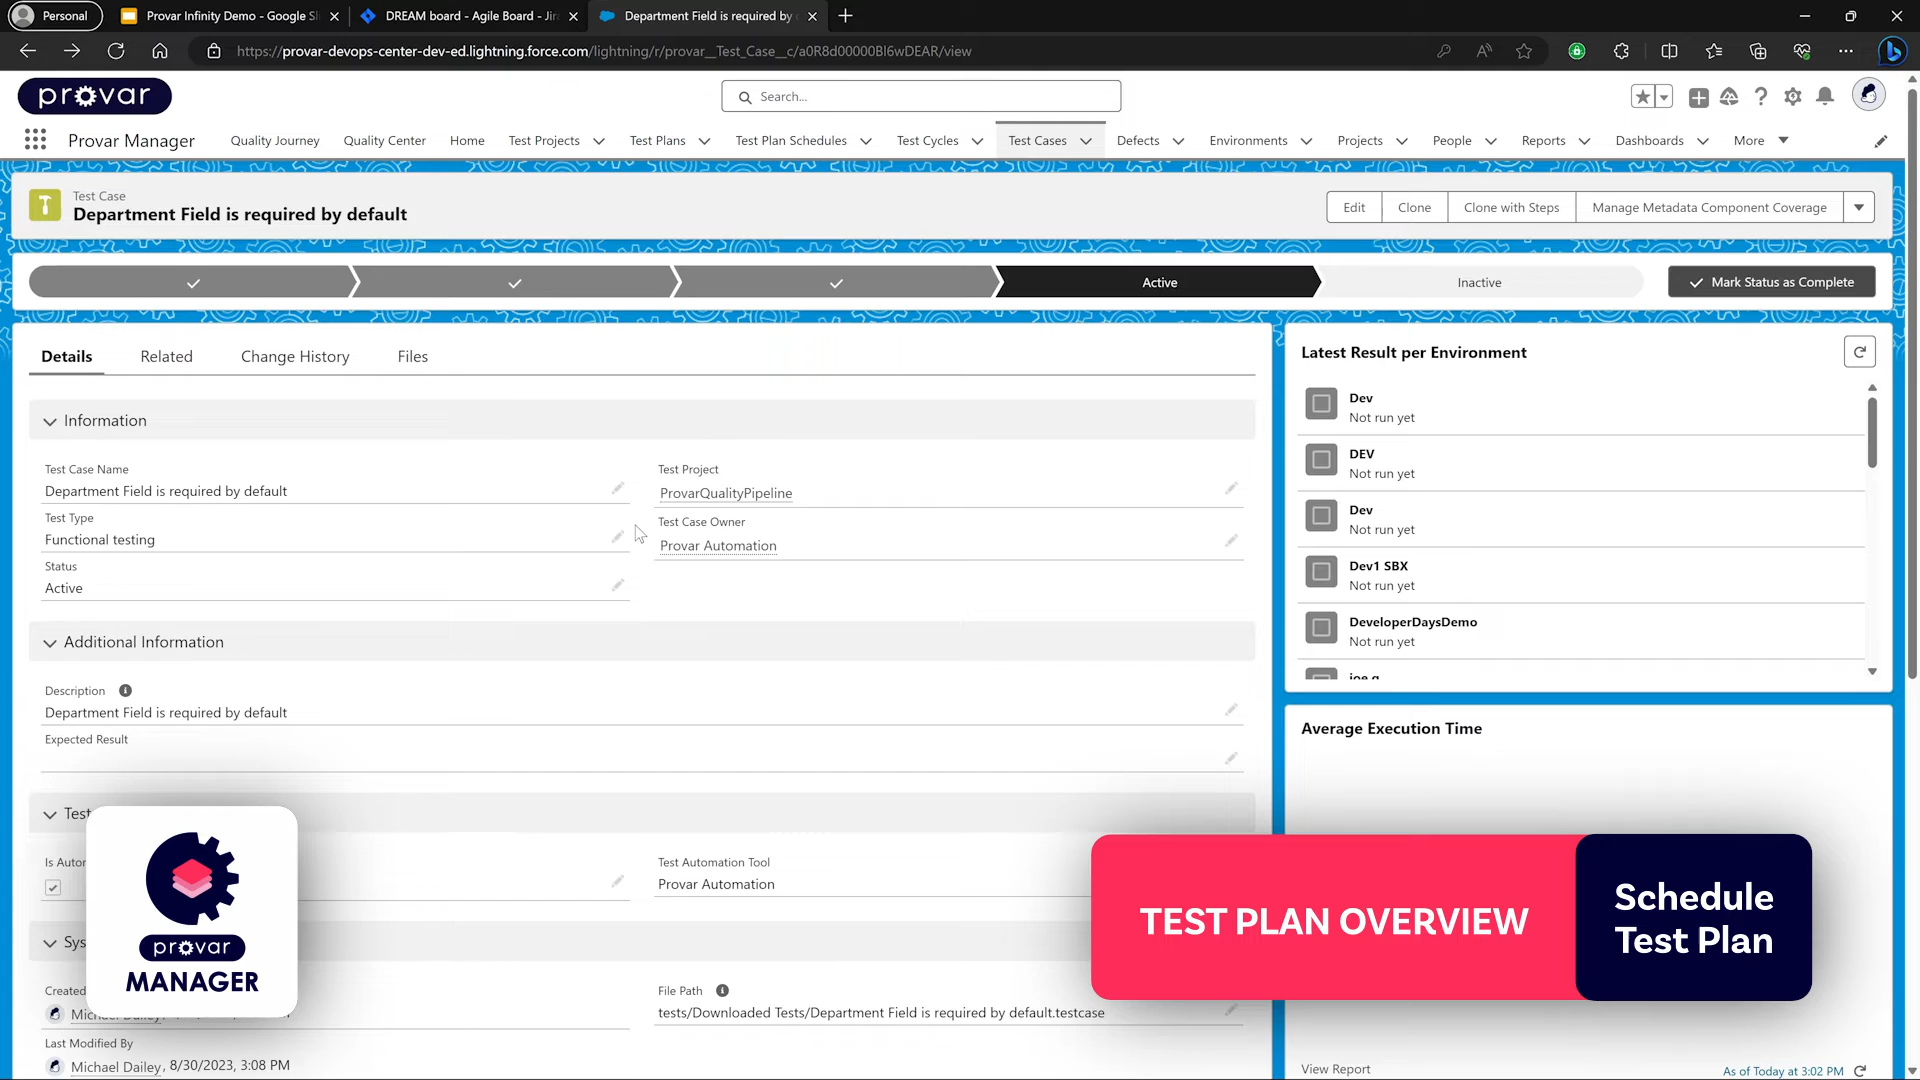 Personal
Provar Infinity Demo - Google Sl
DREAM board - Agile Board - Jir
Department Field is required by
https://provar-devops-center-dev-ed.lightning.force.com/lightning/r/provar__Test_Case__c/a0R8d00000Bl6wDEAR/view
provar
Search...
Provar Manager
Quality Journey
Quality Center
Home
Test Projects
Test Plans
Test Plan Schedules
Test Cycles
Test Cases
Defects
Environments
Projects
People
Reports
Dashboards
More
Test Case
Department Field is required by default
Edit
Clone
Clone with Steps
Manage Metadata Component Coverage
Active
Inactive
Mark Status as Complete
Details
Related
Change History
Files
Information
Test Case Name
Department Field is required by default
Test Type
Functional testing
Status
Active
Test Project
ProvarQualityPipeline
Test Case Owner
Provar Automation
Additional Information
Description
Department Field is required by default
Expected Result
Test
Is Autor
Test Automation Tool
Provar Automation
Sys
Created
Michael Dailey,
File Path
tests/Downloaded Tests/Department Field is required by default.testcase
Last Modified By
Michael Dailey, 8/30/2023, 3:08 PM
Latest Result per Environment
Dev
Not run yet
DEV
Not run yet
Dev
Not run yet
Dev1 SBX
Not run yet
DeveloperDaysDemo
Not run yet
Average Execution Time
View Report
As of Today at 3:02 PM
provar
MANAGER
TEST PLAN OVERVIEW
Schedule
Test Plan